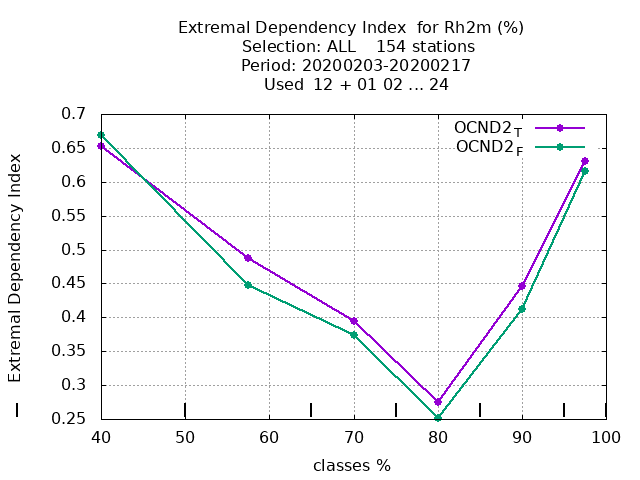 Extremal Dependency Index  for Rh2m (%)
Selection: ALL    154 stations
Period: 20200203-20200217
Used  12 + 01 02 ... 24
OCND2T
OCND2F
Extremal Dependency Index
0.7
0.65
0.6
0.55
0.5
0.45
0.4
0.35
0.3
0.25
40 50 60 70 80 90 100
classes %